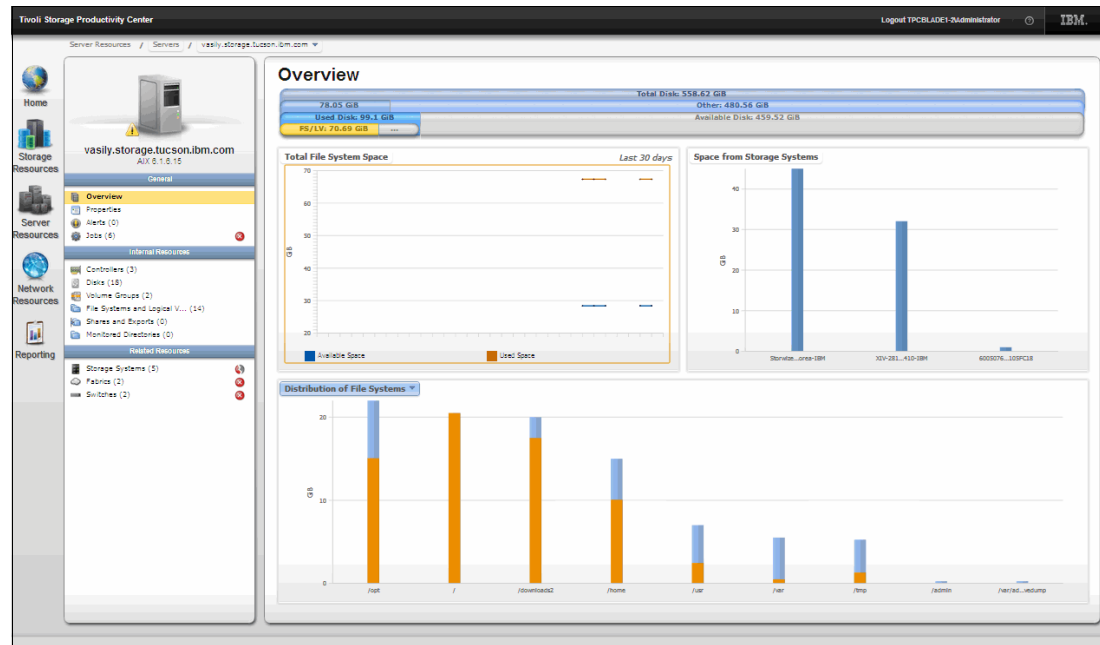 Tivoli Storage Productivity Center
Logout TPCBLADE1-2\Administrator
IBM.
Server Resources / Servers / vasily.storage.tucson.ibm.com
Home
Storage Resources
Server Resources
Network Resources
Reporting
vasily.storage.tucson.ibm.com
AIX 6.1.6.15
General
Overview
Properties
Alerts (0)
Jobs (6)
Internal Resources
Controllers (3)
Disks (18)
Volume Groups (2)
File Systems and Logical V... (14)
Shares and Exports (0)
Monitored Directories (0)
Related Resources
Storage Systems (5)
Fabrics (2)
Switches (2)
Overview
Total Disk: 558.62 GiB
78.05 GiB
Other: 480.56 GiB
Used Disk: 99.1 GiB
Available Disk: 459.52 GiB
FS/LV: 70.69 GiB
...
Total File System Space
Last 30 days
70
60
50
40
30
20
GiB
Available Space
Used Space
Space from Storage Systems
40
30
20
10
0
GiB
Storwize...orea-IBM
XIV-281...410-IBM
Distribution of File Systems
20
10
0
GiB
/opt
/
/downloads2
/home
/usr
/var
/tmp
/admin
/var/ad...vedump